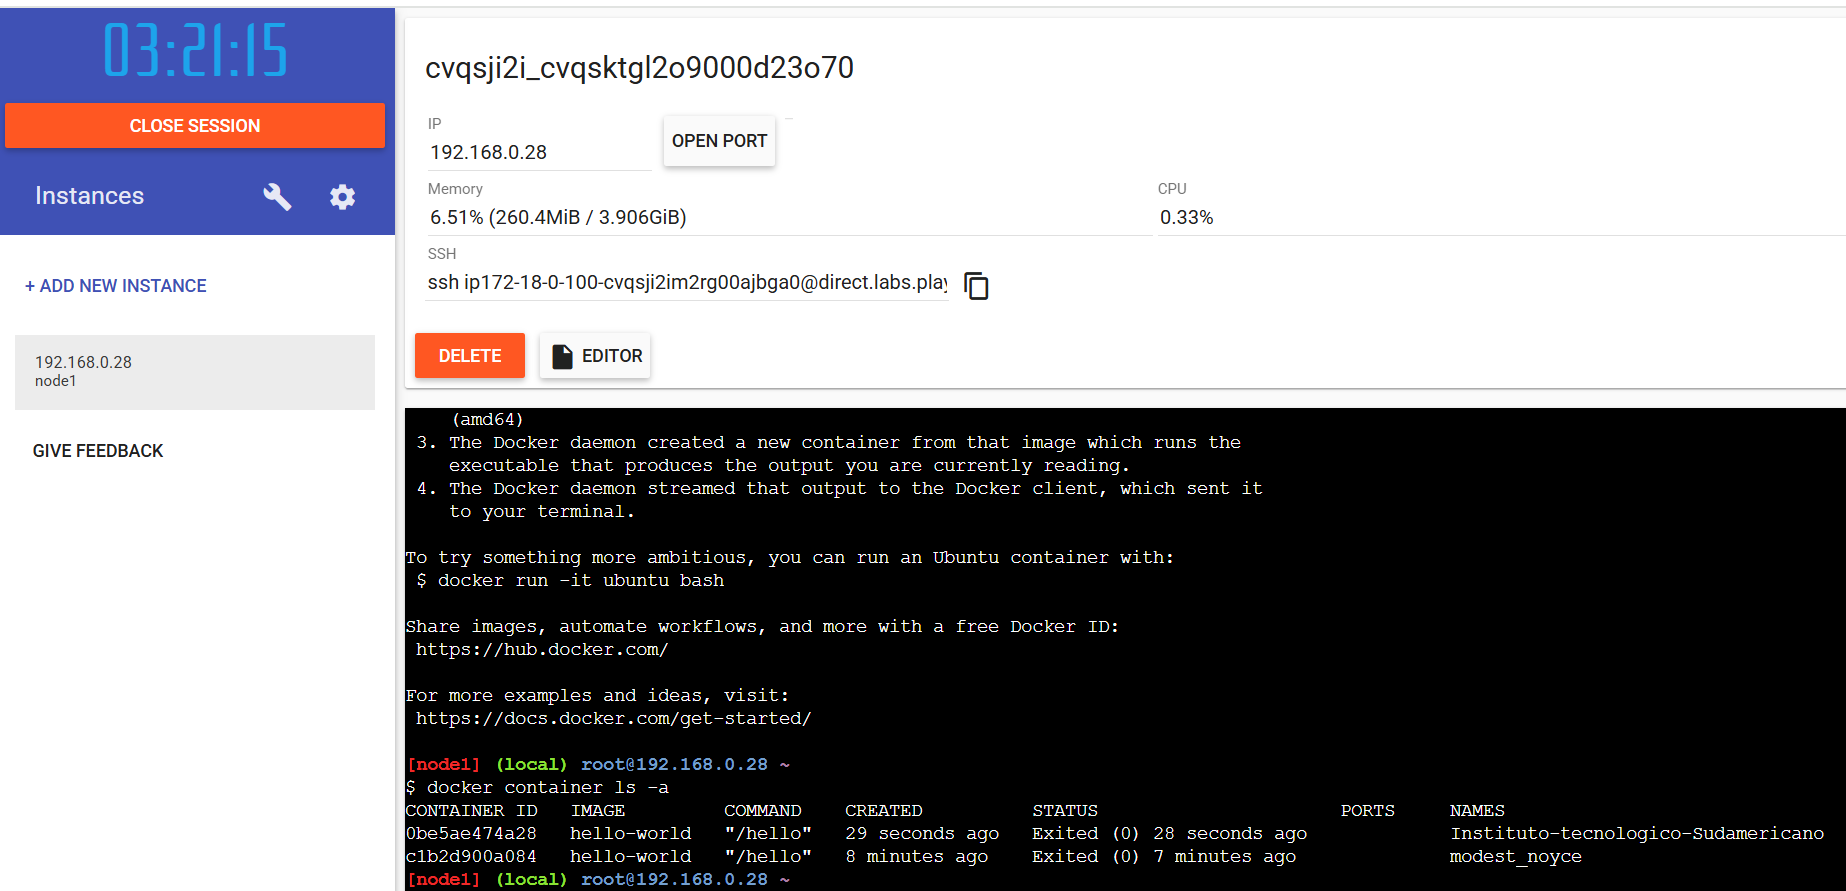 03:21:15
CLOSE SESSION
Instances
+ ADD NEW INSTANCE
192.168.0.28
node1
GIVE FEEDBACK
cvqsji2i_cvqsktgl2o9000d23o70
IP
192.168.0.28
OPEN PORT
Memory
6.51% (260.4MiB / 3.906GiB)
CPU
0.33%
SSH
ssh ip172-18-0-100-cvqsji2im2rg00ajbga0@direct.labs.play
DELETE
EDITOR
(amd64)
3. The Docker daemon created a new container from that image which runs the
executable that produces the output you are currently reading.
4. The Docker daemon streamed that output to the Docker client, which sent it
to your terminal.
To try something more ambitious, you can run an Ubuntu container with:
$ docker run -it ubuntu bash
Share images, automate workflows, and more with a free Docker ID:
https://hub.docker.com/
For more examples and ideas, visit:
https://docs.docker.com/get-started/
[node1] (local) root@192.168.0.28 ~
$ docker container ls -a
CONTAINER ID   IMAGE         COMMAND    CREATED          STATUS                      PORTS     NAMES
0be5ae474a28   hello-world   "/hello"   29 seconds ago   Exited (0) 28 seconds ago             Instituto-tecnologico-Sudamericano
c1b2d900a084   hello-world   "/hello"   8 minutes ago    Exited (0) 7 minutes ago              modest_noyce
[node1] (local) root@192.168.0.28 ~